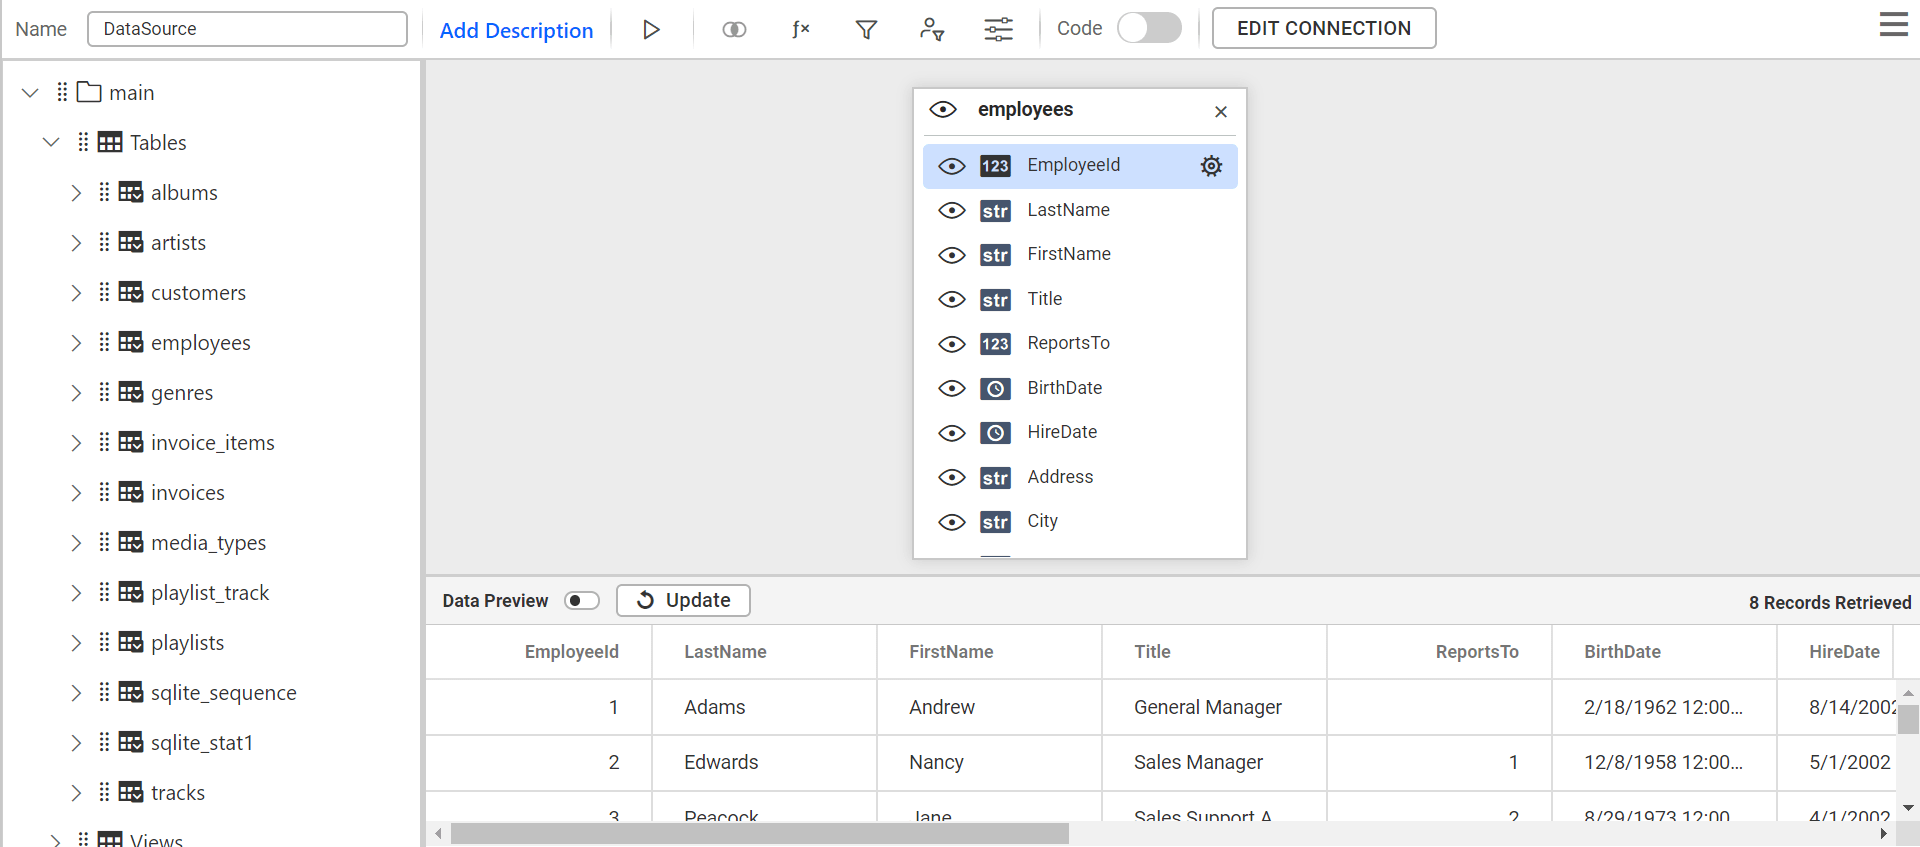 Name DataSource Add Description ƒx Code EDIT CONNECTION
main
Tables
albums
artists
customers
employees
genres
invoice_items
invoices
media_types
playlist_track
playlists
sqlite_sequence
sqlite_stat1
tracks
Views
employees
123 EmployeeId
str LastName
str FirstName
str Title
123 ReportsTo
BirthDate
HireDate
str Address
str City
Data Preview Update 8 Records Retrieved
EmployeeId LastName FirstName Title ReportsTo BirthDate HireDate
1 Adams Andrew General Manager 2/18/1962 12:00... 8/14/2002
2 Edwards Nancy Sales Manager 1 12/8/1958 12:00... 5/1/2002
3 Peacock Jane Sales Support A 2 8/29/1973 12:00 4/1/2002